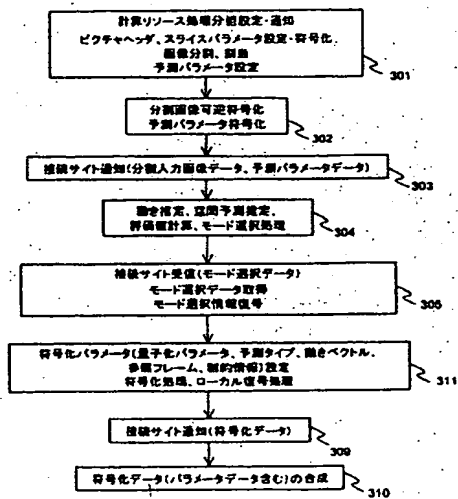 計算リソース処理分担設定・通知
ピクチャヘッダ、スライスパラメータ設定・符号化、
画像分割、割当
予測パラメータ設定
301
分割画像可逆符号化
予測パラメータ符号化
302
接続サイト通知(分割入力画像データ、予測パラメータデータ)
303
動き推定、空間予測推定、
評価値計算、モード選択処理
304
接続サイト受信(モード選択データ)
モード選択データ取得
モード選択情報復号
305
符号化パラメータ(量子化パラメータ、予測タイプ、動きベクトル、
参照フレーム、制約情報)設定
符号化処理、ローカル復号処理
311
接続サイト通知(符号化データ)
309
符号化データ(パラメータデータ含む)の合成
310